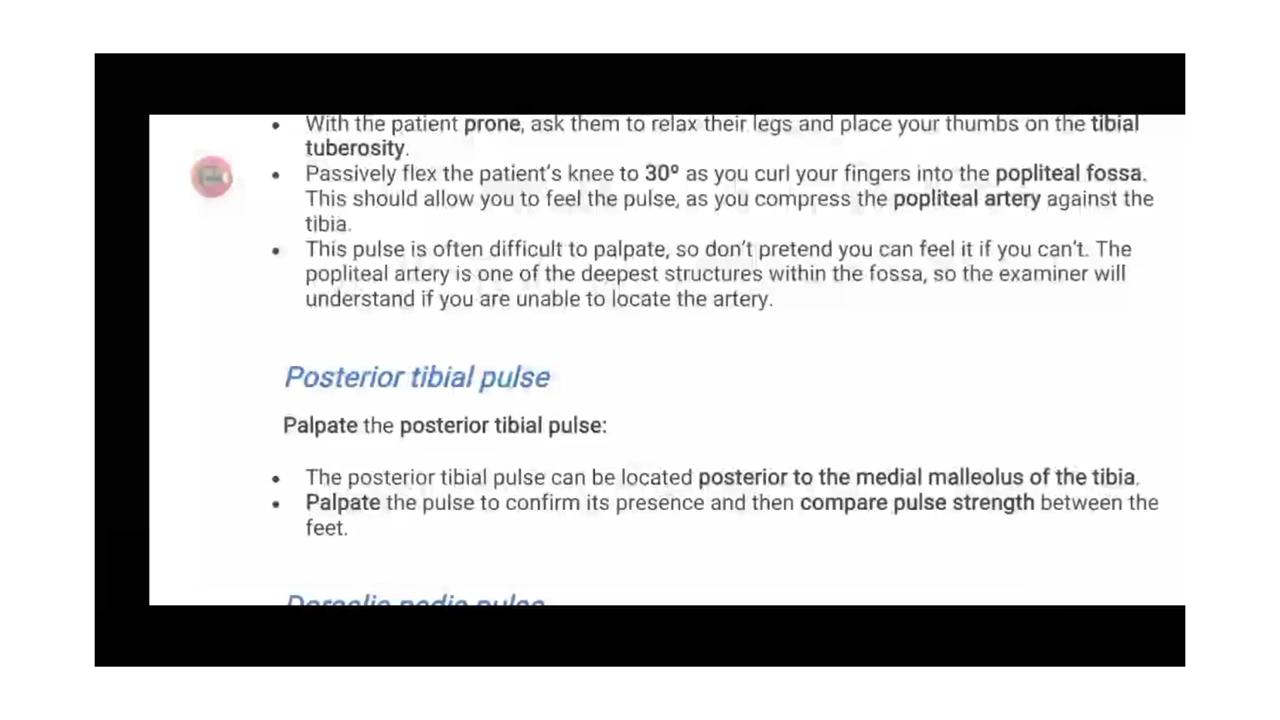 With the patient prone, ask them to relax their legs and place your thumbs on the tibial
tuberosity.
Passively flex the patient's knee to 30º as you curl your fingers into the popliteal fossa.
This should allow you to feel the pulse, as you compress the popliteal artery against the
tibia.
This pulse is often difficult to palpate, so don't pretend you can feel it if you can't. The
popliteal artery is one of the deepest structures within the fossa, so the examiner will
understand if you are unable to locate the artery.
Posterior tibial pulse
Palpate the posterior tibial pulse:
The posterior tibial pulse can be located posterior to the medial malleolus of the tibia.
Palpate the pulse to confirm its presence and then compare pulse strength between the
feet.
Dorsalis pedis pulse